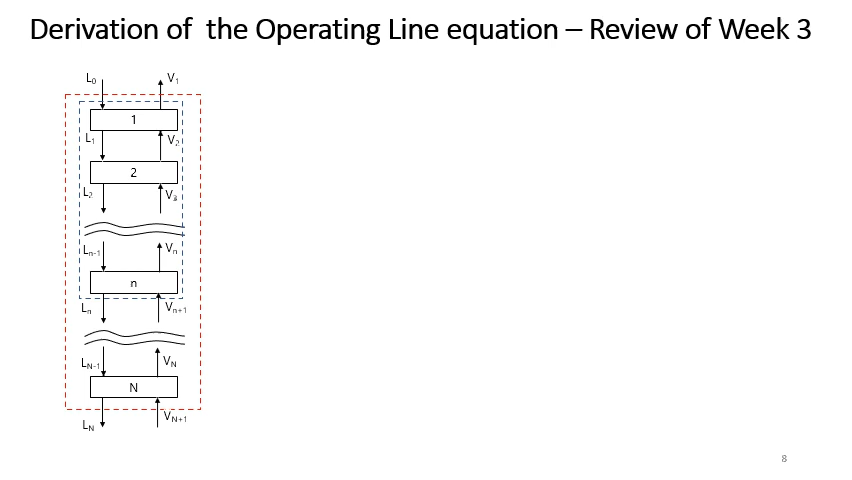 Derivation of the Operating Line equation – Review of Week 3
L0 V1
1
L1 V2
2
L2 V3
Ln-1 Vn
n
Ln Vn+1
LN-1 VN
N
LN VN+1
8